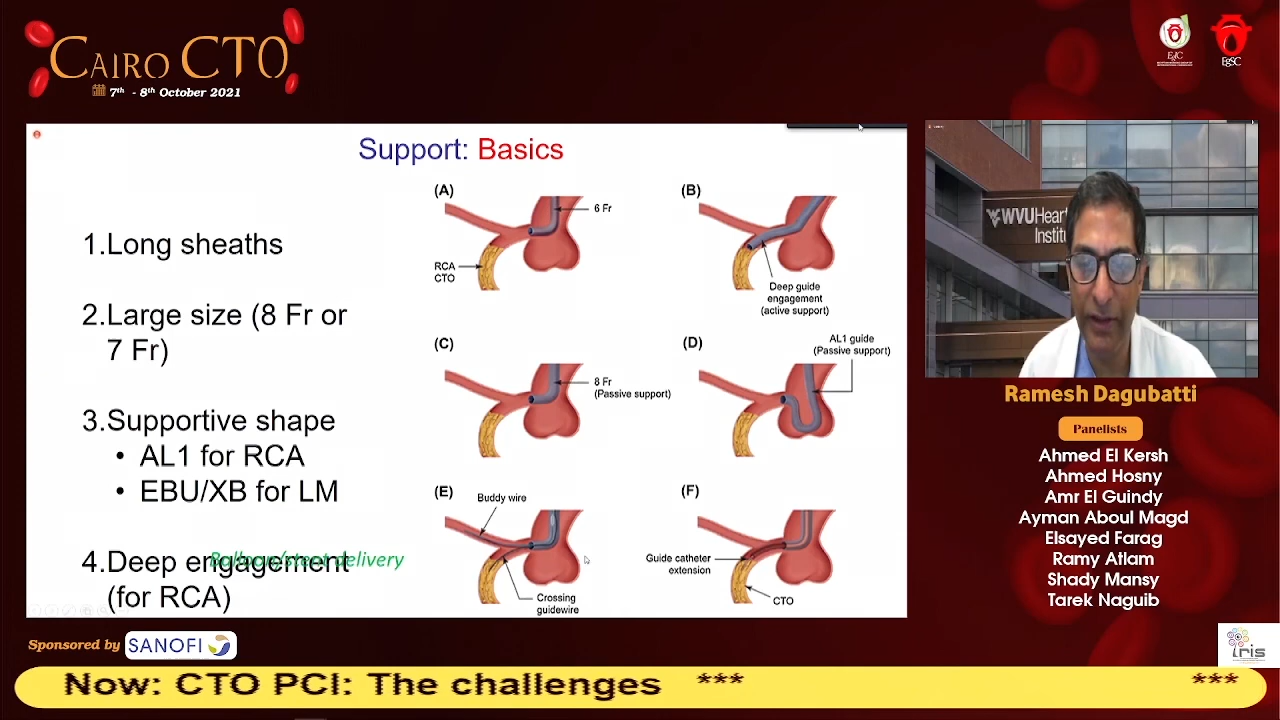 CAIRO CTO
7th - 8th October 2021
EgSC
Support: Basics
1.Long sheaths
2.Large size (8 Fr or
7 Fr)
3.Supportive shape
• AL1 for RCA
• EBU/XB for LM
4.Deep engagement
(for RCA)
Balloon/stent delivery
(A)
6 Fr
RCA
CTO
(B)
Deep guide
engagement
(active support)
(C)
8 Fr
(Passive support)
(D)
AL1 guide
(Passive support)
(E)
Buddy wire
Crossing
guidewire
(F)
Guide catheter
extension
CTO
WVUHeart
Institu
Ramesh Dagubatti
Panelists
Ahmed El Kersh
Ahmed Hosny
Amr El Guindy
Ayman Aboul Magd
Elsayed Farag
Ramy Atlam
Shady Mansy
Tarek Naguib
Sponsored by SANOFI
iris
Now: CTO PCI: The challenges *** ***